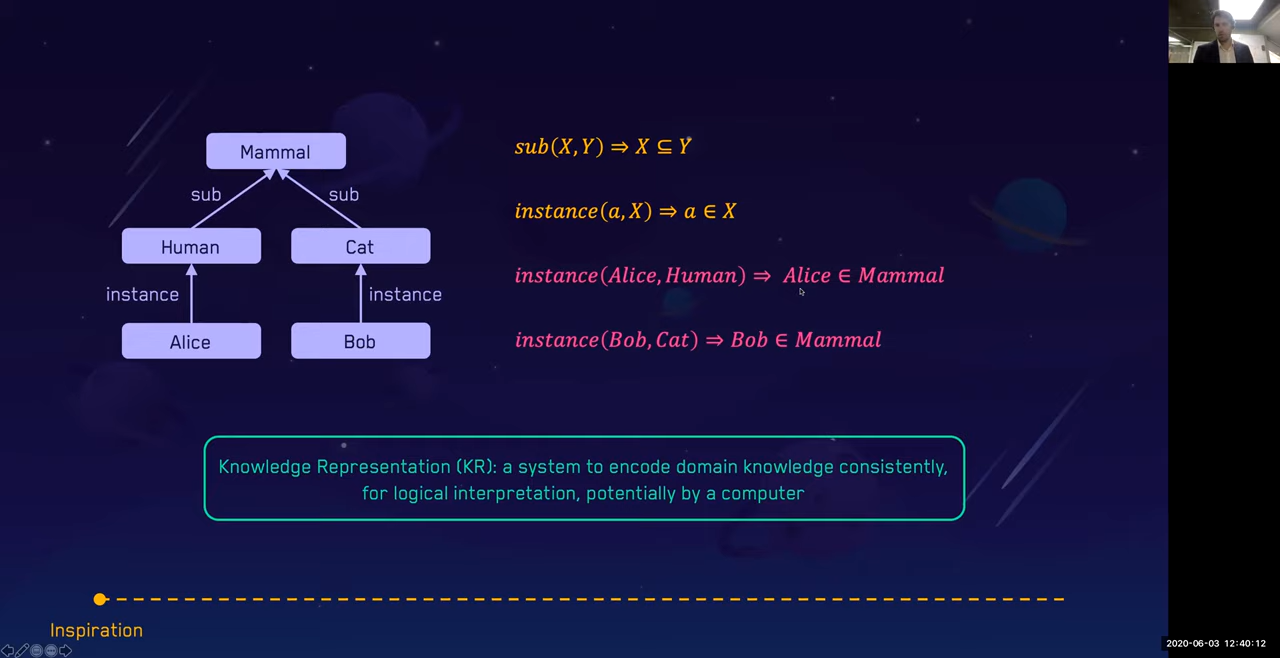 Mammal
sub
sub
Human
Cat
instance
instance
Alice
Bob
sub(X,Y) ⇒ X ⊆ Y
instance(a,X) ⇒ a ∈ X
instance(Alice,Human) ⇒ Alice ∈ Mammal
instance(Bob,Cat) ⇒ Bob ∈ Mammal
Knowledge Representation (KR): a system to encode domain knowledge consistently,
for logical interpretation, potentially by a computer
Inspiration
2020-06-03 12:40:12